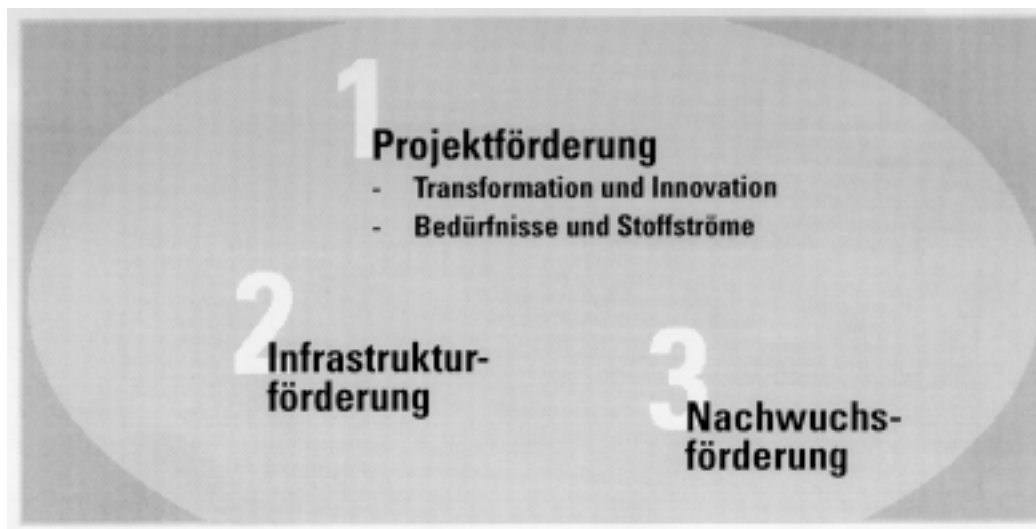 1
Projektförderung
- Transformation und Innovation
- Bedürfnisse und Stoffströme
2
Infrastruktur-
förderung
3
Nachwuchs-
förderung